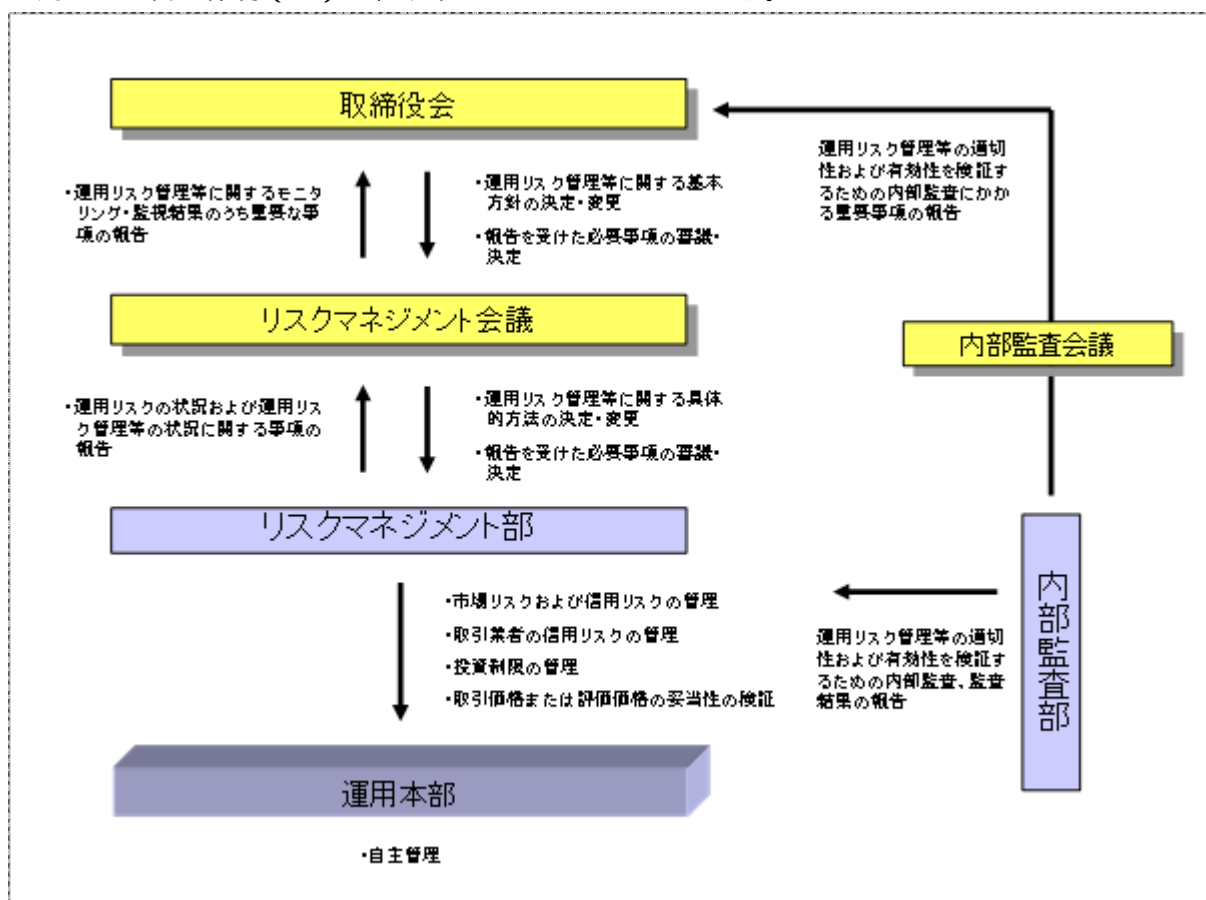 取締役会
・運用リスク管理等に関するモニタ
リング・監視結果のうち重要な事
項の報告
・運用リスク管理等に関する基本
方針の決定・変更
・報告を受けた必要事項の審議・
決定
運用リスク管理等の適切
性および有効性を検証す
るための内部監査にかか
る重要事項の報告
リスクマネジメント会議
内部監査会議
・運用リスクの状況および運用リス
ク管理等の状況に関する事項の
報告
・運用リスク管理等に関する具体
的方法の決定・変更
・報告を受けた必要事項の審議・
決定
リスクマネジメント部
内部監査部
・市場リスクおよび信用リスクの管理
・取引業者の信用リスクの管理
・投資制限の管理
・取引価格または評価価格の妥当性の検証
運用リスク管理等の適切
性および有効性を検証す
るための内部監査、監査
結果の報告
運用本部
・自主管理